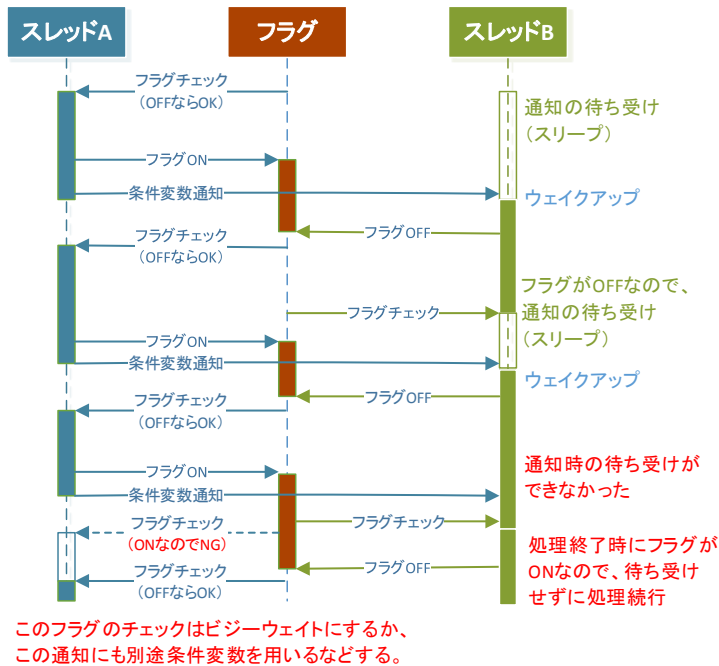 スレッドA
フラグ
スレッドB
フラグチェック
（OFFならOK）
通知の待ち受け
（スリープ）
フラグON
条件変数通知
ウェイクアップ
フラグOFF
フラグチェック
（OFFならOK）
フラグがOFFなので、
フラグチェック
通知の待ち受け
（スリープ）
フラグON
条件変数通知
ウェイクアップ
フラグOFF
フラグチェック
（OFFならOK）
フラグON
通知時の待ち受けが
できなかった
条件変数通知
フラグチェック
（ONなのでNG）
フラグチェック
処理終了時にフラグが
ONなので、待ち受け
せずに処理続行
フラグOFF
フラグチェック
（OFFならOK）
このフラグのチェックはビジーウェイトにするか、
この通知にも別途条件変数を用いるなどする。